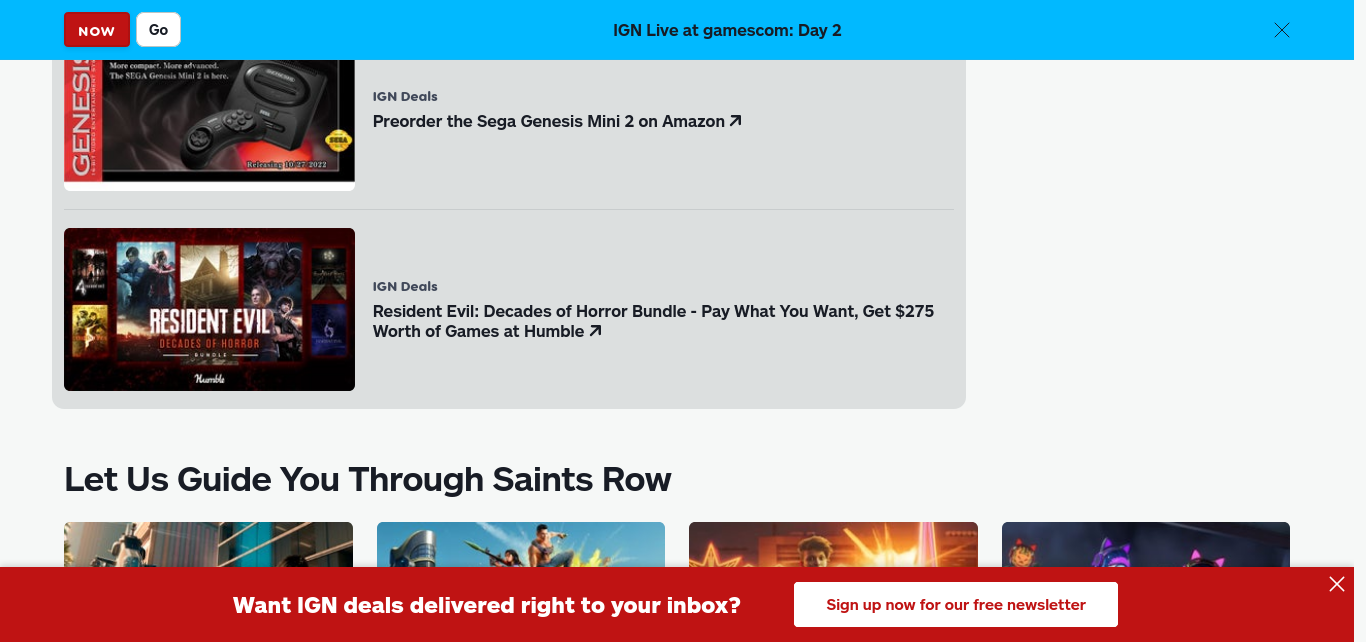 NOW
Go
IGN Live at gamescom: Day 2
GENESIS
More compact. More advanced.
The SEGA Genesis Mini 2 is here.
GENESIS
SEGA
Releasing 10/27/2022
IGN Deals
Preorder the Sega Genesis Mini 2 on Amazon
RESIDENT EVIL
DECADES OF HORROR
BUNDLE
Humble
IGN Deals
Resident Evil: Decades of Horror Bundle - Pay What You Want, Get $275
Worth of Games at Humble
Let Us Guide You Through Saints Row
Want IGN deals delivered right to your inbox?
Sign up now for our free newsletter